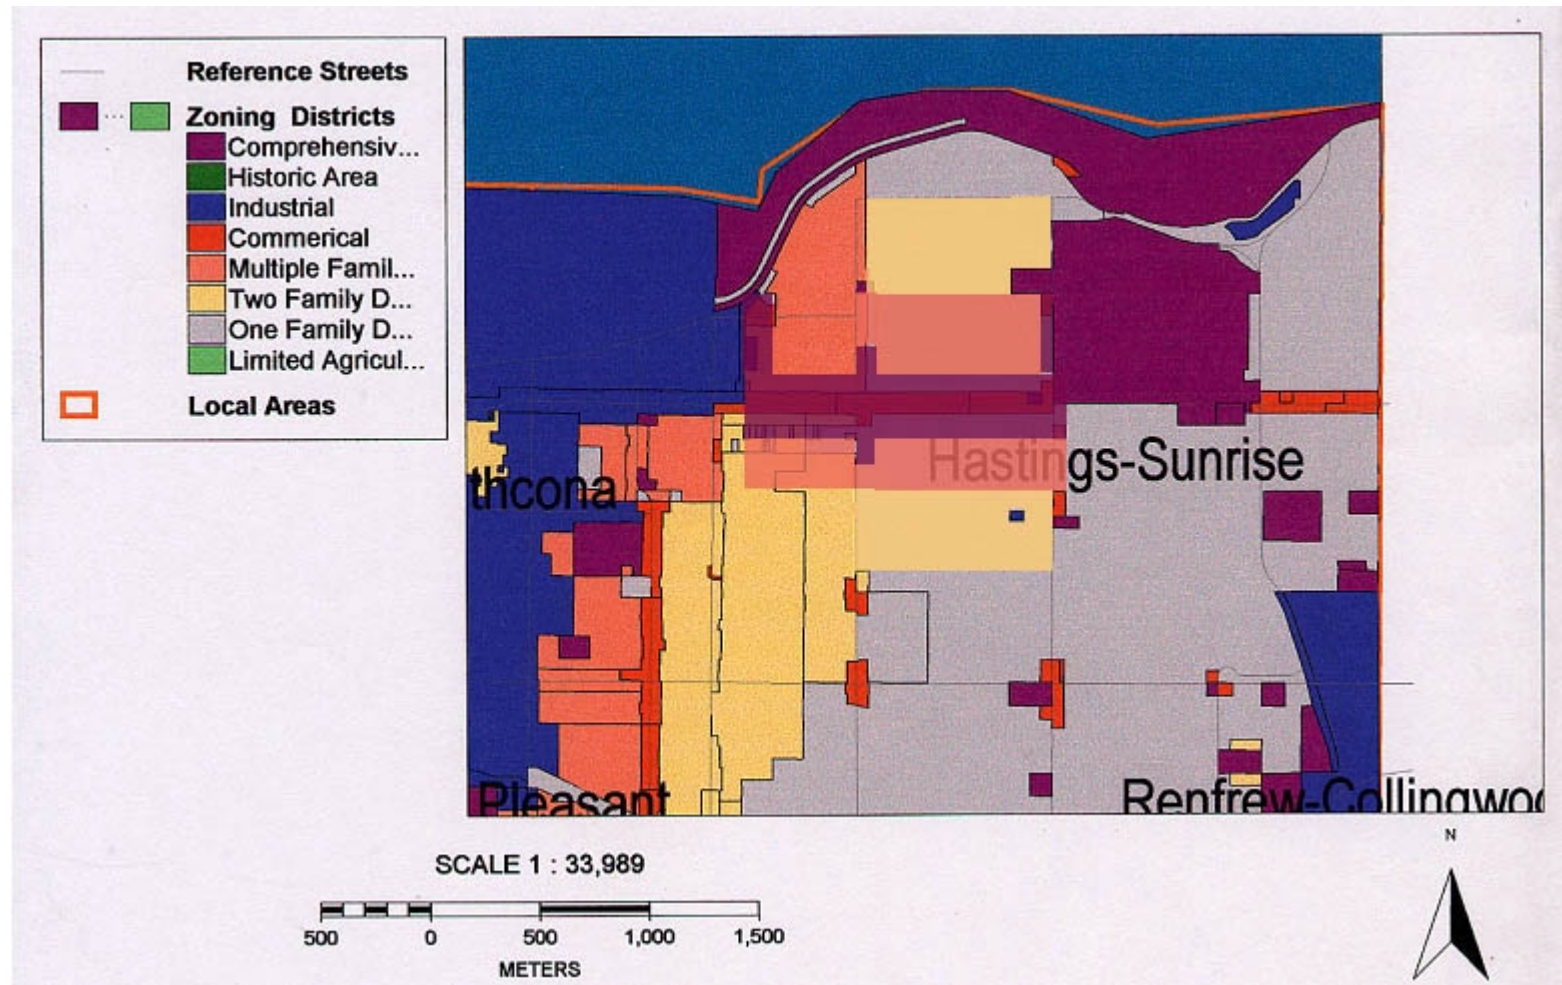 Reference Streets
Zoning Districts
Comprehensiv...
Historic Area
Industrial
Commerical
Multiple Famil...
Two Family D...
One Family D...
Limited Agricul...
Local Areas
Hastings-Sunrise
thcona
Pleasant
Renfrew-Collingwoo
SCALE 1 : 33,989
500 0 500 1,000 1,500
METERS
N